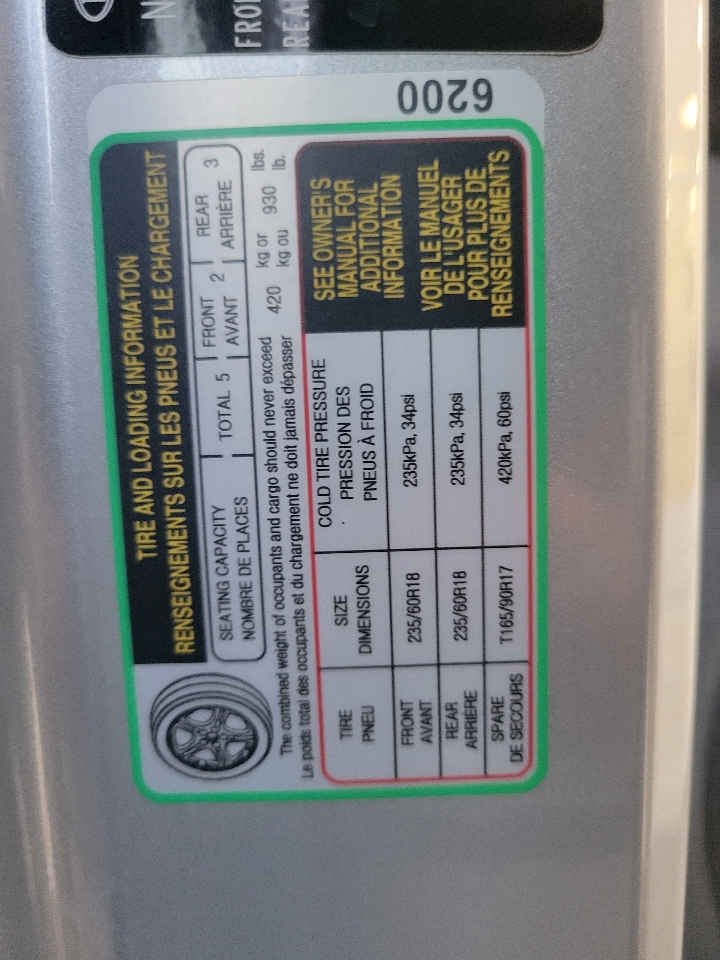 6200
TIRE AND LOADING INFORMATION
RENSEIGNEMENTS SUR LES PNEUS ET LE CHARGEMENT
SEATING CAPACITY
NOMBRE DE PLACES
TOTAL 5
FRONT
AVANT 2
REAR
ARRIÈRE 3
The combined weight of occupants and cargo should never exceed 420 kg or 930 lbs.
Le poids total des occupants et du chargement ne doit jamais dépasser kg ou lb.
TIRE
PNEU
SIZE
DIMENSIONS
COLD TIRE PRESSURE
PRESSION DES
PNEUS À FROID
SEE OWNER'S
MANUAL FOR
ADDITIONAL
INFORMATION
VOIR LE MANUEL
DE L'USAGER
POUR PLUS DE
RENSEIGNEMENTS
FRONT
AVANT
235/60R18
235kPa, 34psi
REAR
ARRIÈRE
235/60R18
235kPa, 34psi
SPARE
DE SECOURS
T165/90R17
420kPa, 60psi